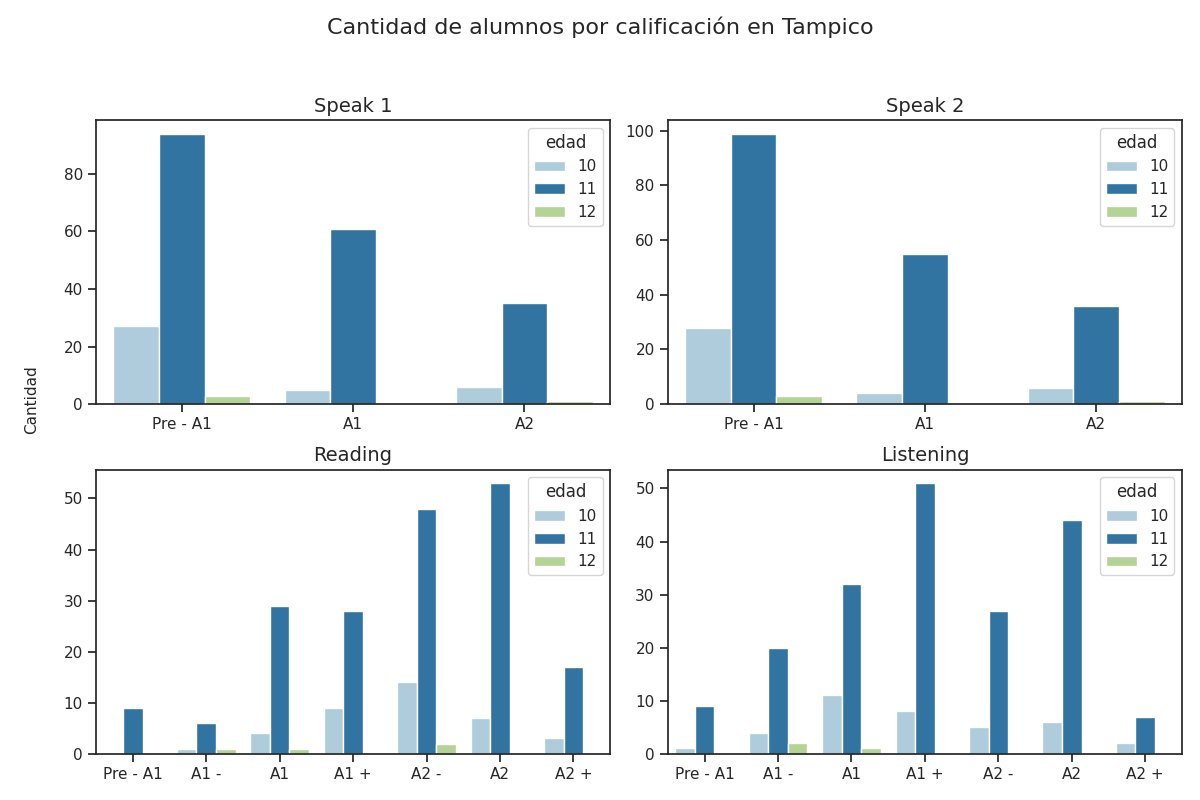 Cantidad de alumnos por calificación en Tampico
Speak 1
edad
10
11
12
80
60
40
20
0
Pre - A1 A1 A2
Speak 2
edad
10
11
12
100
80
60
40
20
0
Pre - A1 A1 A2
Cantidad
Reading
edad
10
11
12
50
40
30
20
10
0
Pre - A1 A1 - A1 A1 + A2 - A2 A2 +
Listening
edad
10
11
12
50
40
30
20
10
0
Pre - A1 A1 - A1 A1 + A2 - A2 A2 +